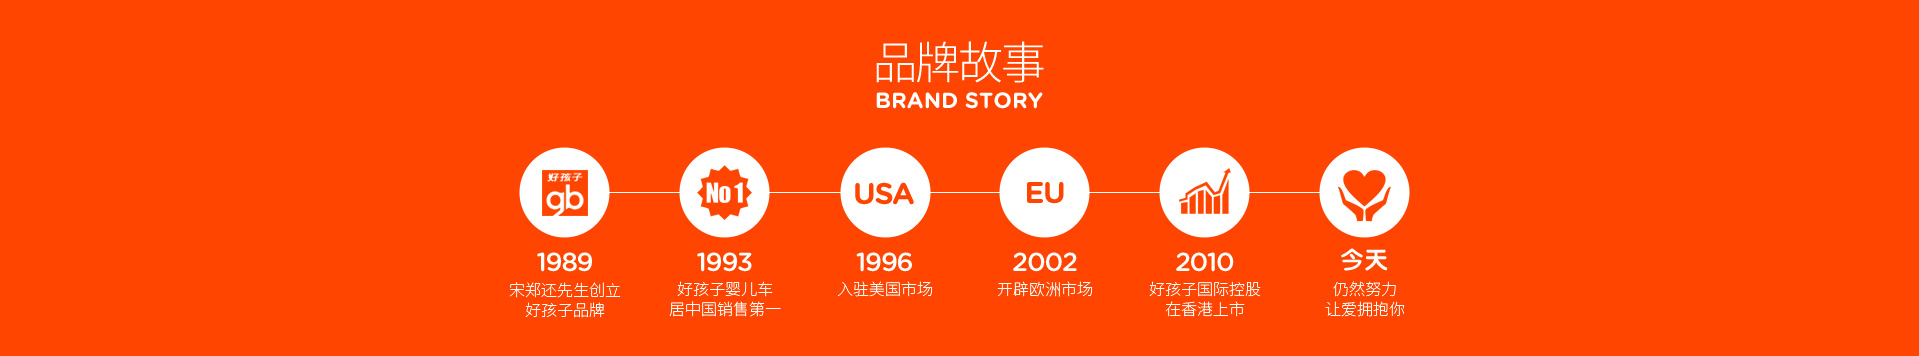 品牌故事
BRAND STORY
好孩子
gb
No1
USA
EU
1989
宋郑还先生创立
好孩子品牌
1993
好孩子婴儿车
居中国销售第一
1996
入驻美国市场
2002
开辟欧洲市场
2010
好孩子国际控股
在香港上市
今天
仍然努力
让爱拥抱你